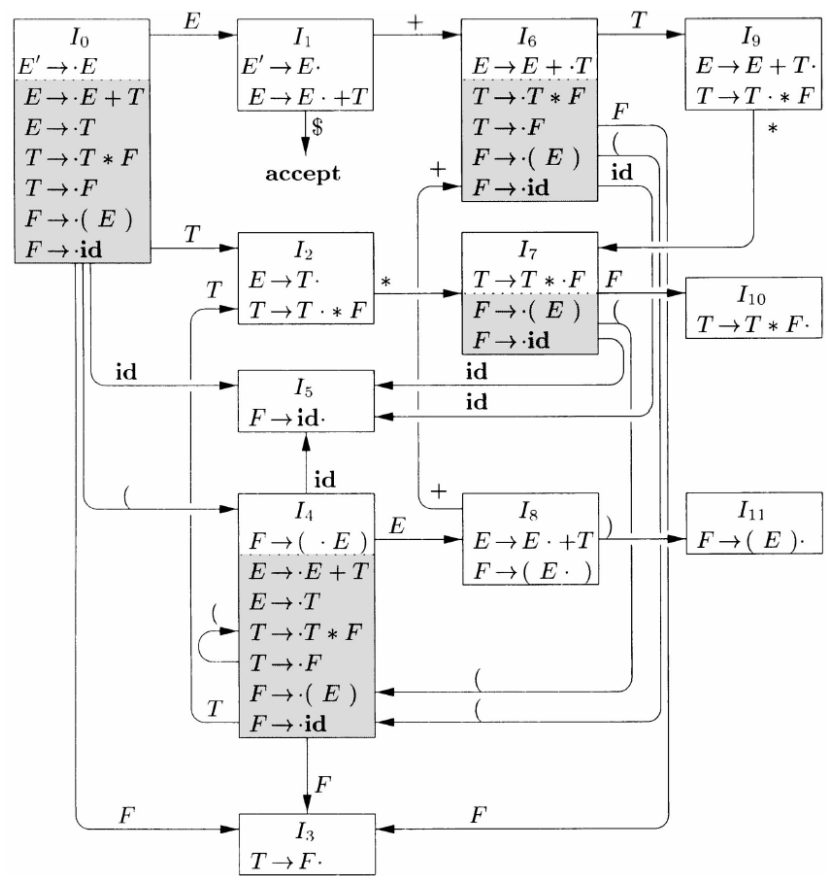 I₀
E′ → ·E
E → ·E + T
E → ·T
T → ·T * F
T → ·F
F → ·( E )
F → ·id
E
I₁
E′ → E·
E → E· +T
$
accept
+
I₆
E → E + ·T
T → ·T * F
T → ·F
F → ·( E )
F → ·id
T
I₉
E → E + T·
T → T· * F
F
(
id
*
+
T
I₂
E → T·
T → T· * F
*
I₇
T → T * ·F
F → ·( E )
F → ·id
F
(
I₁₀
T → T * F·
T
id
I₅
F → id·
id
id
id
(
I₄
F → ( · E )
E → ·E + T
E → ·T
T → ·T * F
T → ·F
F → ·( E )
F → ·id
E
+
I₈
E → E· +T
F → ( E · )
)
I₁₁
F → ( E )·
(
(
T
(
F
F
F
I₃
T → F·